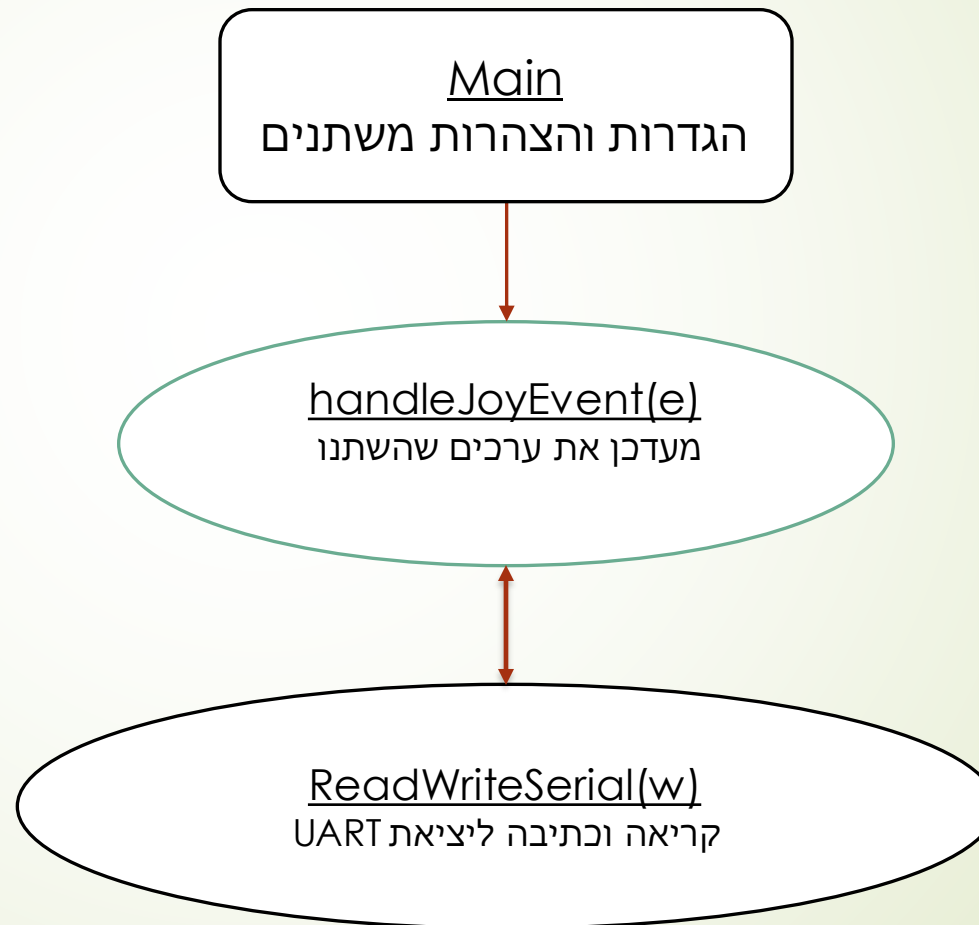 Main
הגדרות והצהרות משתנים
handleJoyEvent(e)
מעדכן את ערכים שהשתנו
ReadWriteSerial(w)
קריאה וכתיבה ליציאת UART